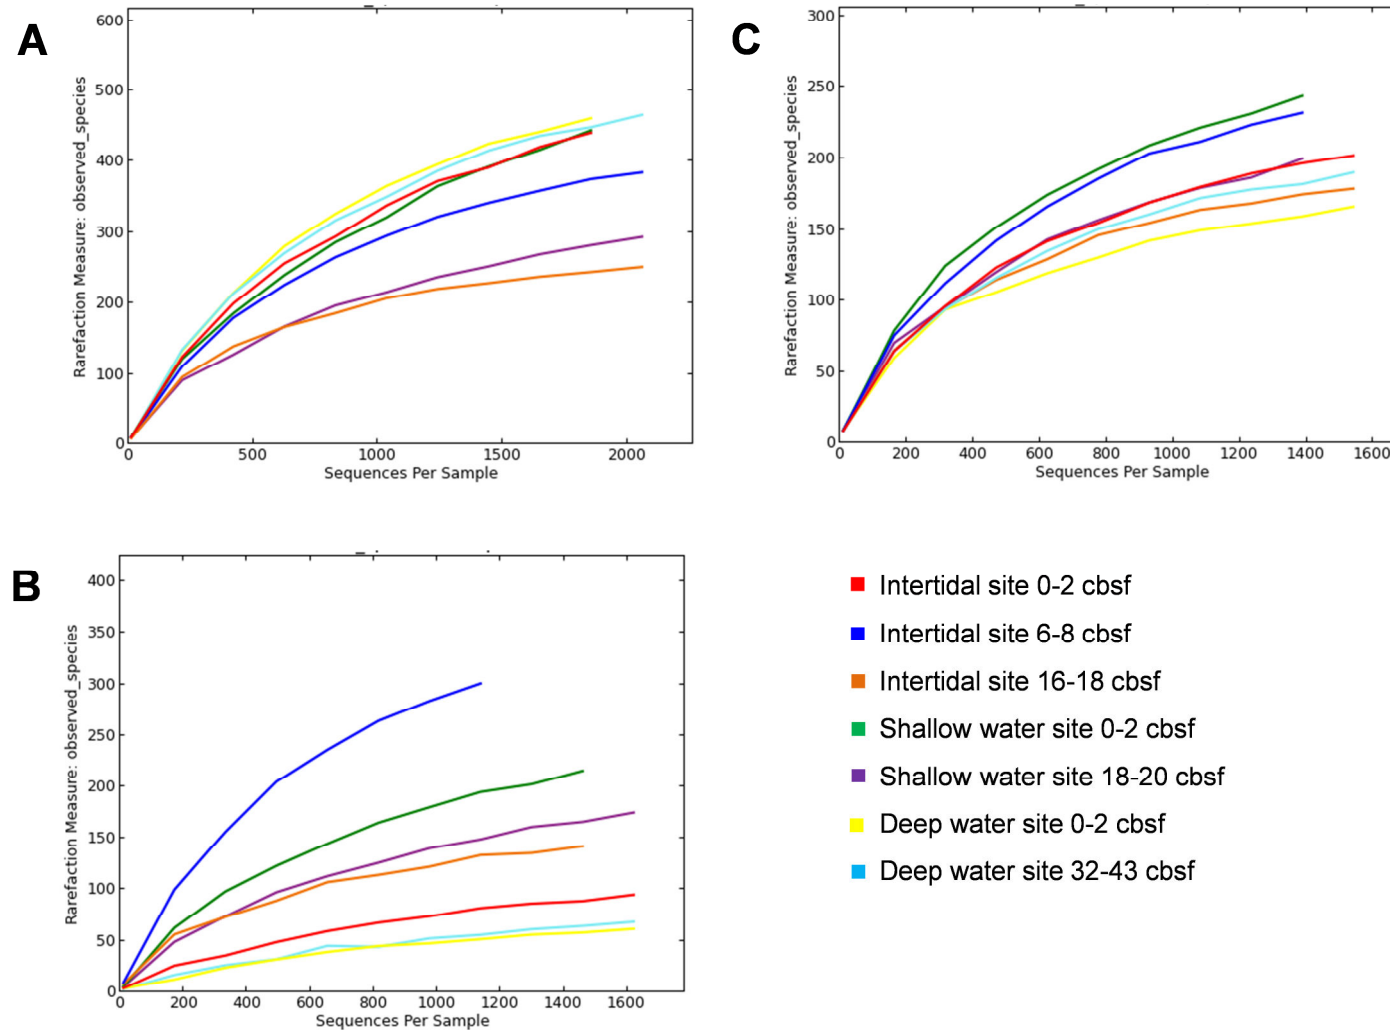 A
600
500
400
300
200
100
0
0 500 1000 1500 2000
Sequences Per Sample
Rarefaction Measure: observed_species
C
300
250
200
150
100
50
0
0 200 400 600 800 1000 1200 1400 1600
Sequences Per Sample
Rarefaction Measure: observed_species
B
400
350
300
250
200
150
100
50
0
0 200 400 600 800 1000 1200 1400 1600
Sequences Per Sample
Rarefaction Measure: observed_species
Intertidal site 0-2 cbsf
Intertidal site 6-8 cbsf
Intertidal site 16-18 cbsf
Shallow water site 0-2 cbsf
Shallow water site 18-20 cbsf
Deep water site 0-2 cbsf
Deep water site 32-43 cbsf